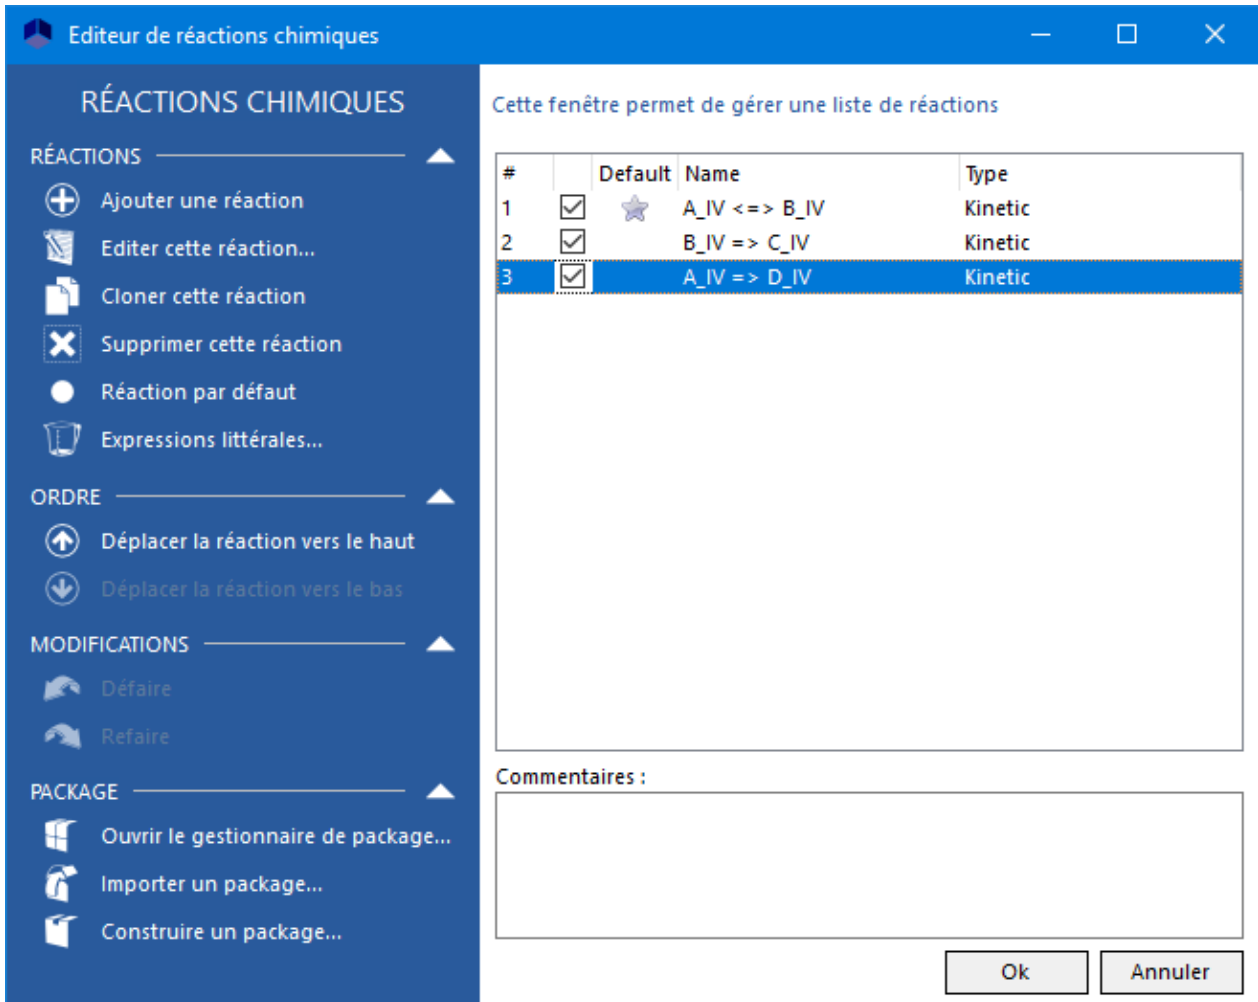 Editeur de réactions chimiques
RÉACTIONS CHIMIQUES
RÉACTIONS
Ajouter une réaction
Editer cette réaction...
Cloner cette réaction
Supprimer cette réaction
Réaction par défaut
Expressions littérales...
ORDRE
Déplacer la réaction vers le haut
Déplacer la réaction vers le bas
MODIFICATIONS
Défaire
Refaire
PACKAGE
Ouvrir le gestionnaire de package...
Importer un package...
Construire un package...
Cette fenêtre permet de gérer une liste de réactions
# Default Name Type
1 A_IV <=> B_IV Kinetic
2 B_IV => C_IV Kinetic
3 A_IV => D_IV Kinetic
Commentaires :
Ok Annuler